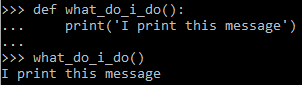 >>> def what_do_i_do():
...     print('I print this message')
...
>>> what_do_i_do()
I print this message